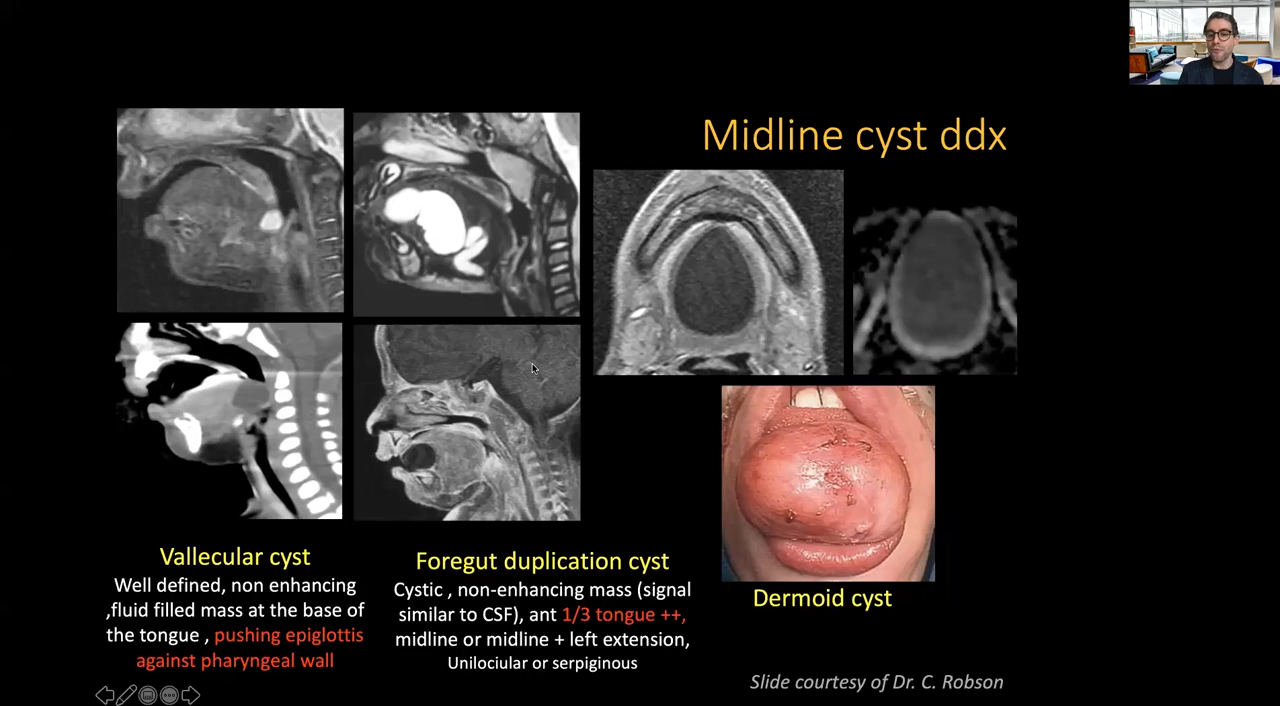 Midline cyst ddx
Vallecular cyst
Well defined, non enhancing
,fluid filled mass at the base of
the tongue , pushing epiglottis
against pharyngeal wall
Foregut duplication cyst
Cystic , non-enhancing mass (signal
similar to CSF), ant 1/3 tongue ++,
midline or midline + left extension,
Unilociular or serpiginous
Dermoid cyst
Slide courtesy of Dr. C. Robson